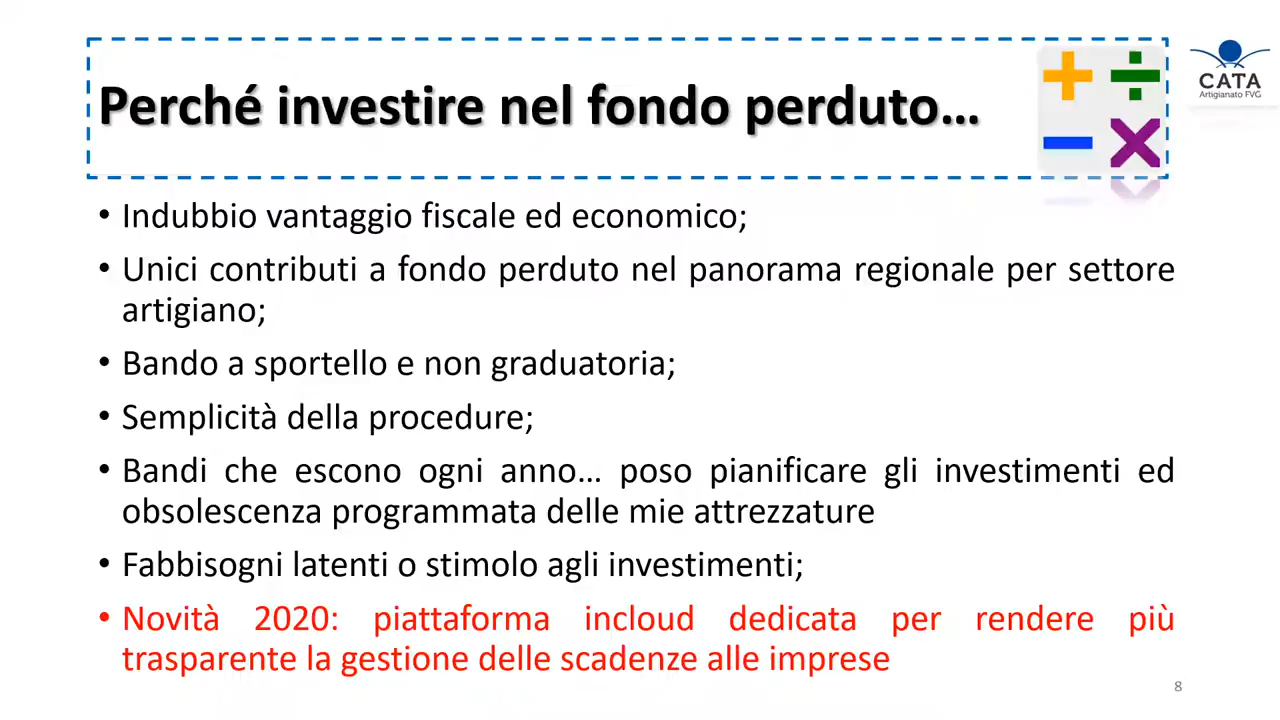 Perché investire nel fondo perduto…
CATA
Artigianato FVG
• Indubbio vantaggio fiscale ed economico;
• Unici contributi a fondo perduto nel panorama regionale per settore
artigiano;
• Bando a sportello e non graduatoria;
• Semplicità della procedure;
• Bandi che escono ogni anno… poso pianificare gli investimenti ed
obsolescenza programmata delle mie attrezzature
• Fabbisogni latenti o stimolo agli investimenti;
• Novità 2020: piattaforma incloud dedicata per rendere più
trasparente la gestione delle scadenze alle imprese
8